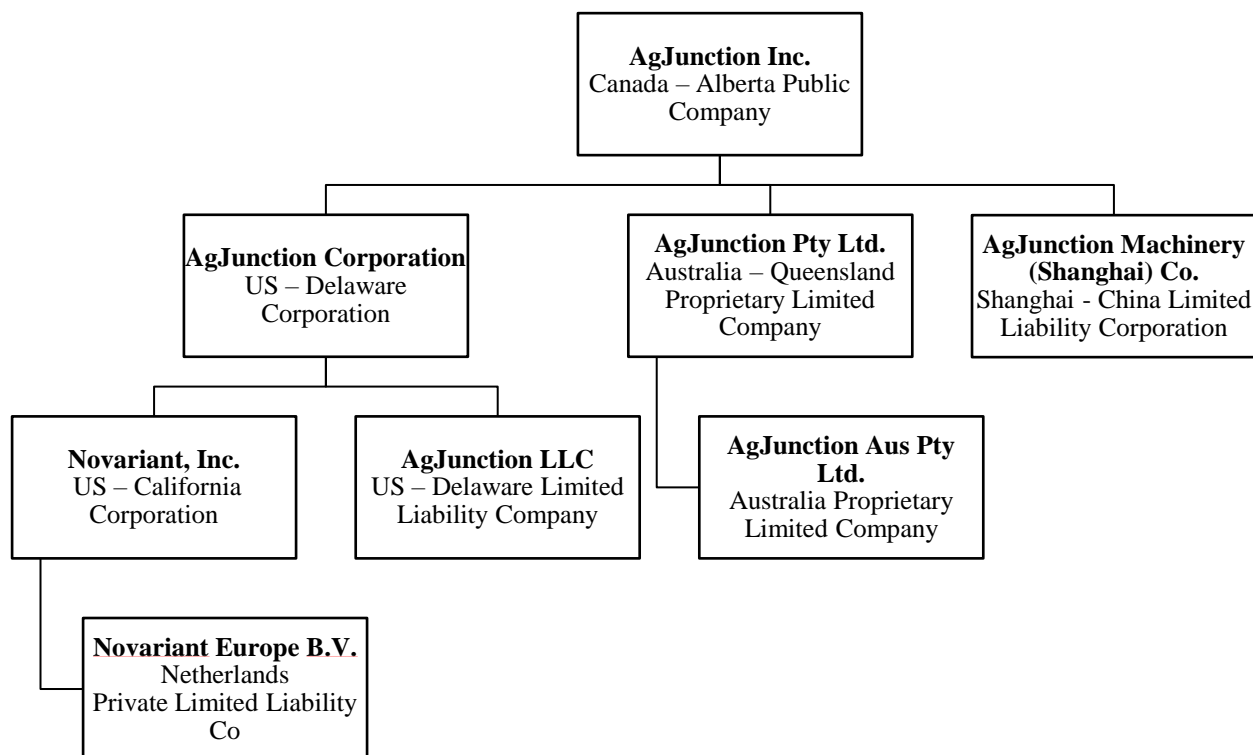 AgJunction Inc.
Canada – Alberta Public
Company
AgJunction Corporation
US – Delaware
Corporation
AgJunction Pty Ltd.
Australia – Queensland
Proprietary Limited
Company
AgJunction Machinery
(Shanghai) Co.
Shanghai - China Limited
Liability Corporation
Novariant, Inc.
US – California
Corporation
AgJunction LLC
US – Delaware Limited
Liability Company
AgJunction Aus Pty
Ltd.
Australia Proprietary
Limited Company
Novariant Europe B.V.
Netherlands
Private Limited Liability
Co